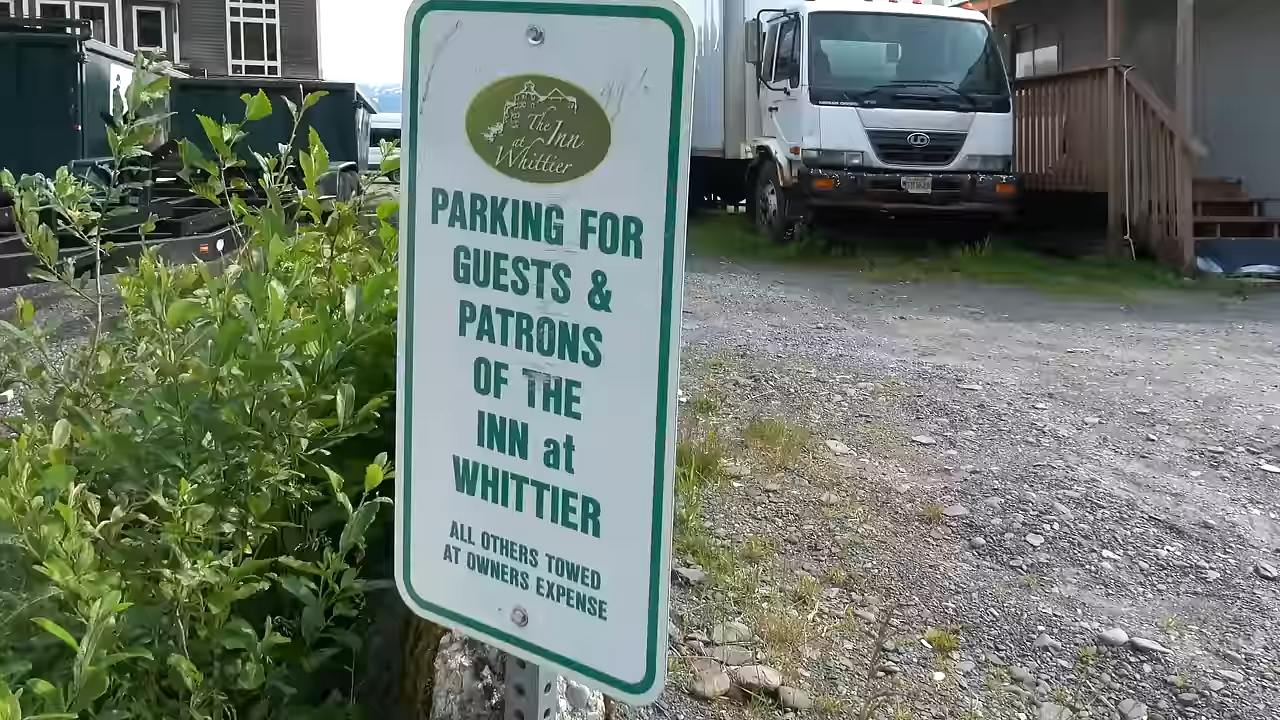 The Inn
at
Whittier
PARKING FOR
GUESTS &
PATRONS
OF THE
INN at
WHITTIER
ALL OTHERS TOWED
AT OWNERS EXPENSE